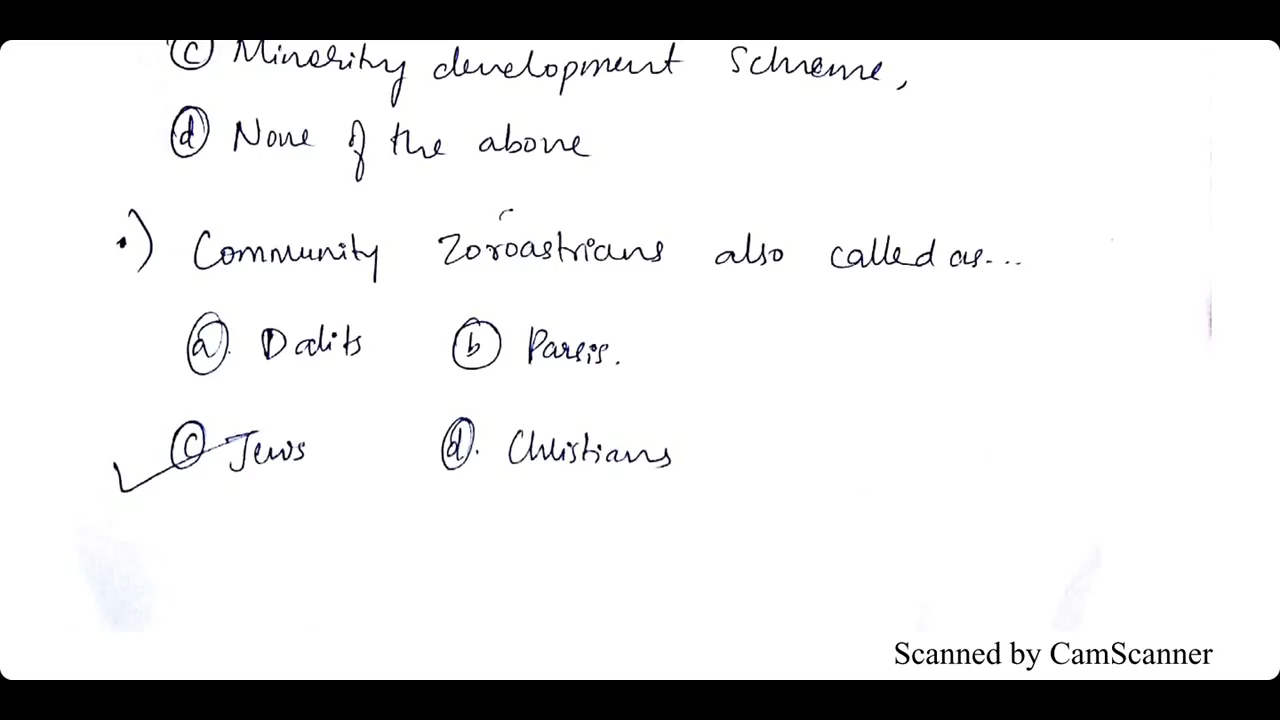 (c) Minority development Scheme,
(d) None of the above
•) Community Zoroastrians also called as...
(a). Dalits (b) Parsis.
(c) Jews (d). Christians
Scanned by CamScanner